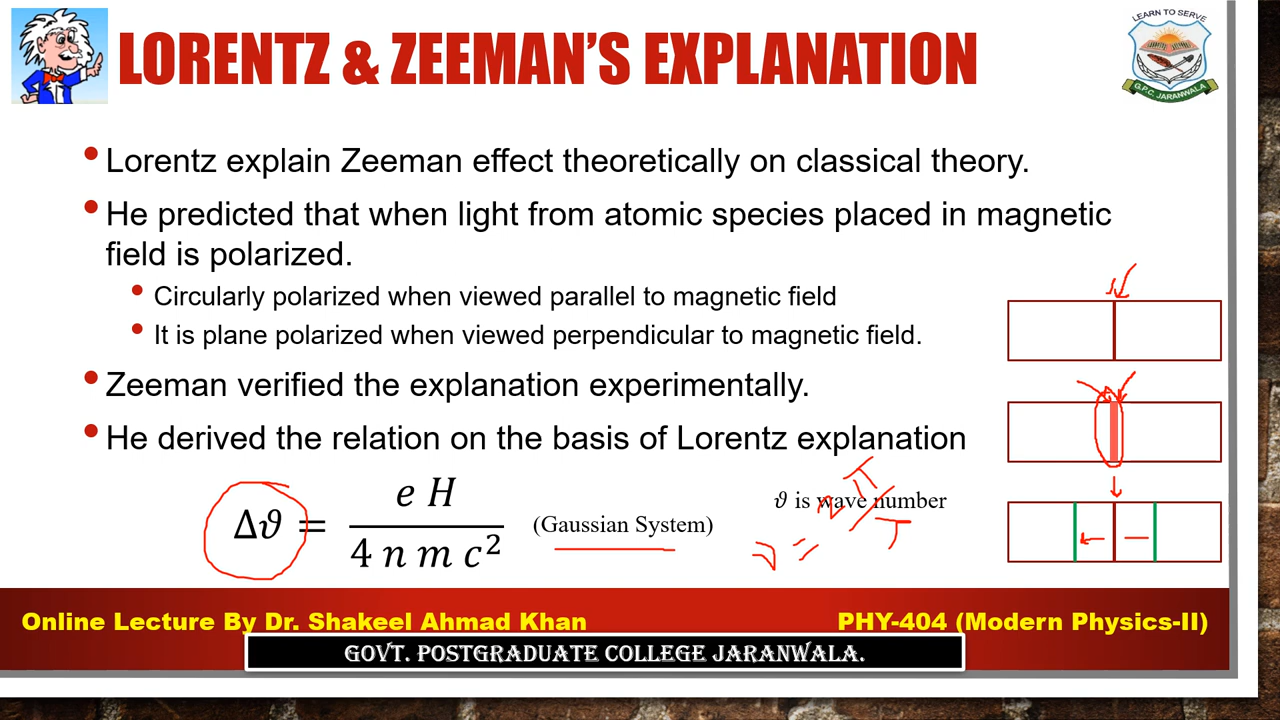 LORENTZ & ZEEMAN'S EXPLANATION
LEARN TO SERVE
G.P.C. JARANWALA
• Lorentz explain Zeeman effect theoretically on classical theory.
• He predicted that when light from atomic species placed in magnetic
field is polarized.
• Circularly polarized when viewed parallel to magnetic field
• It is plane polarized when viewed perpendicular to magnetic field.
• Zeeman verified the explanation experimentally.
• He derived the relation on the basis of Lorentz explanation
Δϑ = e H / 4 n m c² (Gaussian System)
ϑ is wave number
ν = 2π/T
Online Lecture By Dr. Shakeel Ahmad Khan
PHY-404 (Modern Physics-II)
GOVT. POSTGRADUATE COLLEGE JARANWALA.